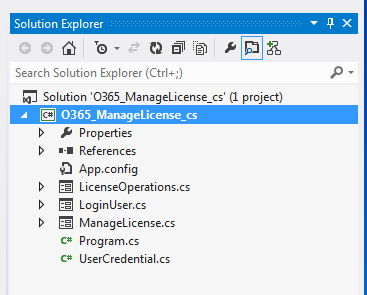 Solution Explorer
Search Solution Explorer (Ctrl+;)
Solution 'O365_ManageLicense_cs' (1 project)
C# O365_ManageLicense_cs
Properties
References
App.config
LicenseOperations.cs
LoginUser.cs
ManageLicense.cs
C# Program.cs
C# UserCredential.cs